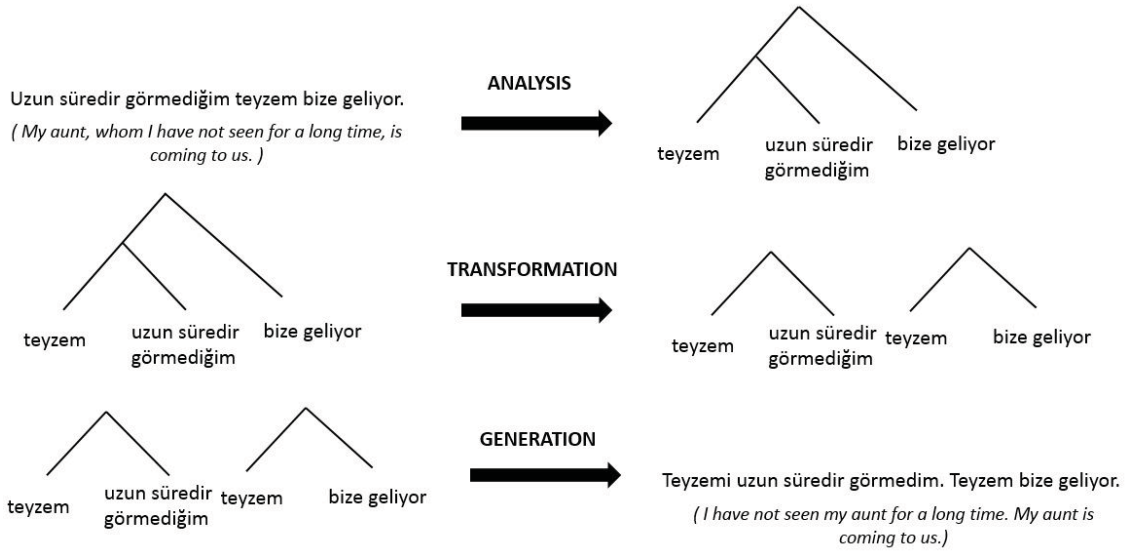 Uzun süredir görmediğim teyzem bize geliyor.
( My aunt, whom I have not seen for a long time, is
coming to us. )
ANALYSIS
teyzem
uzun süredir
görmediğim
bize geliyor
teyzem
uzun süredir
görmediğim
bize geliyor
TRANSFORMATION
teyzem
uzun süredir
görmediğim
teyzem
bize geliyor
teyzem
uzun süredir
görmediğim
teyzem
bize geliyor
GENERATION
Teyzemi uzun süredir görmedim. Teyzem bize geliyor.
( I have not seen my aunt for a long time. My aunt is
coming to us.)